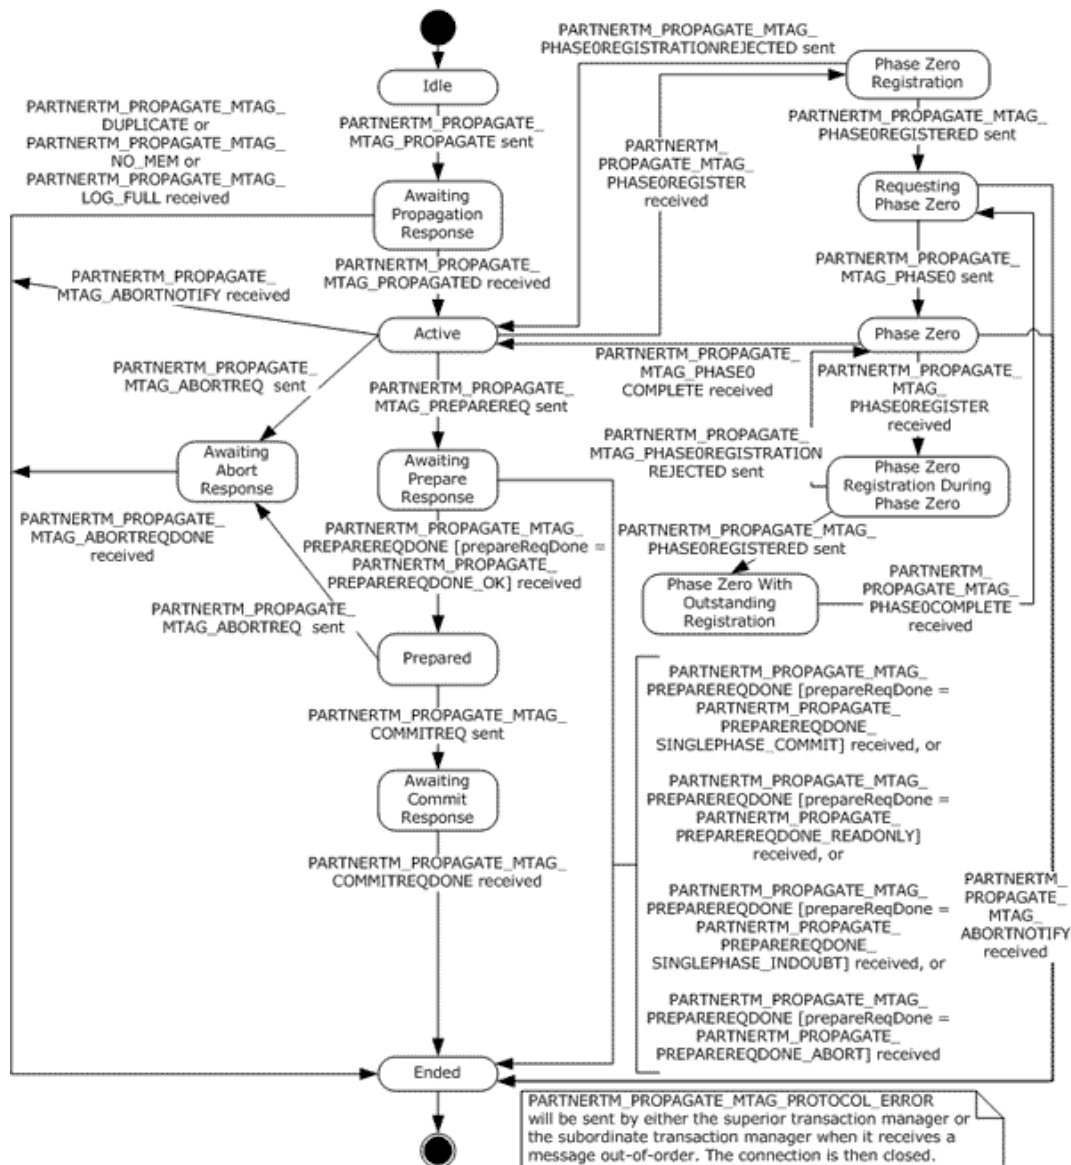 PARTNERTM_PROPAGATE_MTAG_
PHASE0REGISTRATIONREJECTED sent
Phase Zero
Registration
Idle
PARTNERTM_PROPAGATE_MTAG_
DUPLICATE or
PARTNERTM_PROPAGATE_MTAG_
NO_MEM or
PARTNERTM_PROPAGATE_MTAG_
LOG_FULL received
PARTNERTM_PROPAGATE_
MTAG_PROPAGATE sent
PARTNERTM_
PROPAGATE_MTAG_
PHASE0REGISTER
received
PARTNERTM_PROPAGATE_MTAG_
PHASE0REGISTERED sent
Awaiting
Propagation
Response
Requesting
Phase Zero
PARTNERTM_PROPAGATE_
MTAG_ABORTNOTIFY received
PARTNERTM_PROPAGATE_
MTAG_PROPAGATED received
PARTNERTM_PROPAGATE_
MTAG_PHASE0 sent
Active
Phase Zero
PARTNERTM_PROPAGATE_
MTAG_ABORTREQ sent
PARTNERTM_PROPAGATE_
MTAG_PREPAREREQ sent
PARTNERTM_PROPAGATE_
MTAG_PHASE0
COMPLETE received
PARTNERTM_PROPAGATE_
MTAG_
PHASE0REGISTER
received
Awaiting
Abort
Response
Awaiting
Prepare
Response
PARTNERTM_PROPAGATE_
MTAG_PHASE0REGISTRATION
REJECTED sent
Phase Zero
Registration During
Phase Zero
PARTNERTM_PROPAGATE_
MTAG_ABORTREQDONE
received
PARTNERTM_PROPAGATE_MTAG_
PREPAREREQDONE [prepareReqDone =
PARTNERTM_PROPAGATE_
PREPAREREQDONE_OK] received
PARTNERTM_PROPAGATE_MTAG_
PHASE0REGISTERED sent
Phase Zero With
Outstanding
Registration
PARTNERTM_
PROPAGATE_MTAG_
PHASE0COMPLETE
received
PARTNERTM_PROPAGATE_
MTAG_ABORTREQ sent
Prepared
PARTNERTM_PROPAGATE_MTAG_
COMMITREQ sent
Awaiting
Commit
Response
PARTNERTM_PROPAGATE_MTAG_
COMMITREQDONE received
PARTNERTM_PROPAGATE_MTAG_
PREPAREREQDONE [prepareReqDone =
PARTNERTM_PROPAGATE_
PREPAREREQDONE_
SINGLEPHASE_COMMIT] received, or
PARTNERTM_PROPAGATE_MTAG_
PREPAREREQDONE [prepareReqDone =
PARTNERTM_PROPAGATE_
PREPAREREQDONE_READONLY]
received, or
PARTNERTM_PROPAGATE_MTAG_
PREPAREREQDONE [prepareReqDone =
PARTNERTM_PROPAGATE_
PREPAREREQDONE_
SINGLEPHASE_INDOUBT] received, or
PARTNERTM_PROPAGATE_MTAG_
PREPAREREQDONE [prepareReqDone =
PARTNERTM_PROPAGATE_
PREPAREREQDONE_ABORT] received
PARTNERTM_
PROPAGATE_
MTAG_
ABORTNOTIFY
received
Ended
PARTNERTM_PROPAGATE_MTAG_PROTOCOL_ERROR
will be sent by either the superior transaction manager or
the subordinate transaction manager when it receives a
message out-of-order. The connection is then closed.